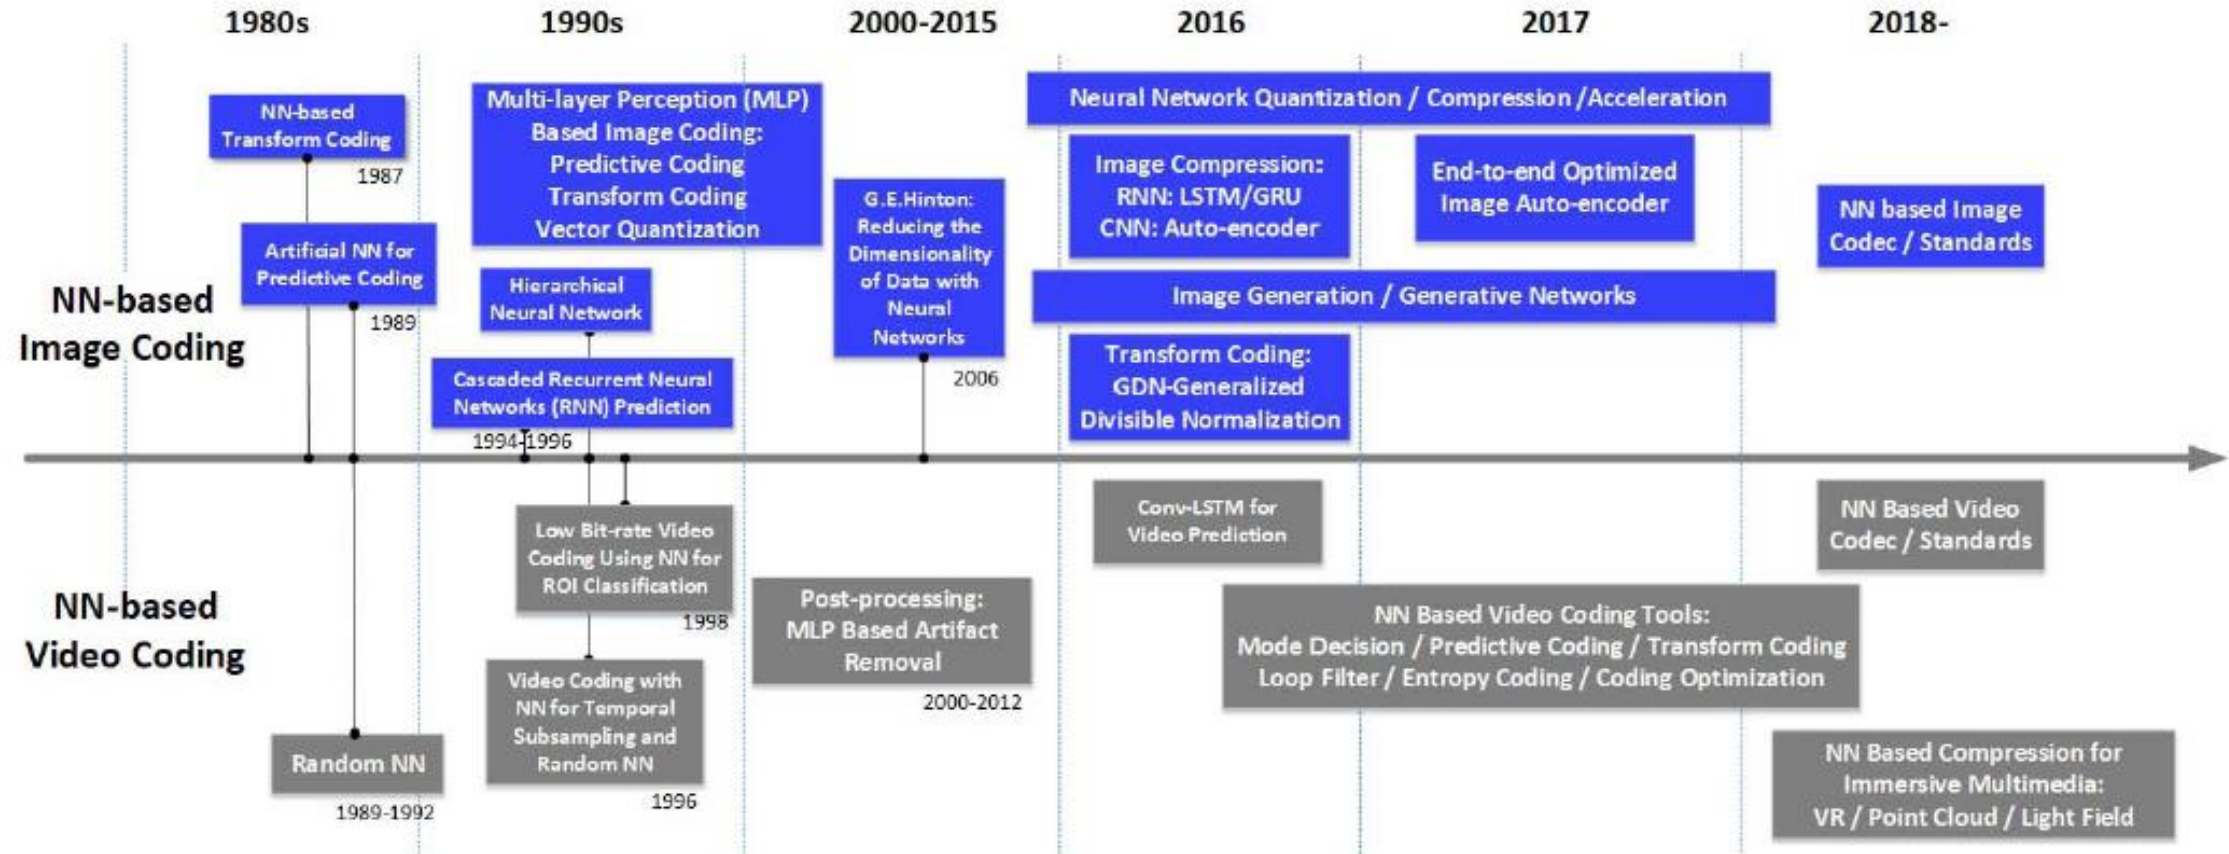 1980s
1990s
2000-2015
2016
2017
2018-
NN-based
Image Coding
NN-based
Transform Coding
1987
Artificial NN for
Predictive Coding
1989
Multi-layer Perception (MLP)
Based Image Coding:
Predictive Coding
Transform Coding
Vector Quantization
Hierarchical
Neural Network
Cascaded Recurrent Neural
Networks (RNN) Prediction
1994-1996
G.E.Hinton:
Reducing the
Dimensionality
of Data with
Neural
Networks
2006
Neural Network Quantization / Compression /Acceleration
Image Compression:
RNN: LSTM/GRU
CNN: Auto-encoder
End-to-end Optimized
Image Auto-encoder
Image Generation / Generative Networks
Transform Coding:
GDN-Generalized
Divisible Normalization
NN based Image
Codec / Standards
NN-based
Video Coding
Random NN
1989-1992
Low Bit-rate Video
Coding Using NN for
ROI Classification
1998
Video Coding with
NN for Temporal
Subsampling and
Random NN
1996
Post-processing:
MLP Based Artifact
Removal
2000-2012
Conv-LSTM for
Video Prediction
NN Based Video Coding Tools:
Mode Decision / Predictive Coding / Transform Coding
Loop Filter / Entropy Coding / Coding Optimization
NN Based Video
Codec / Standards
NN Based Compression for
Immersive Multimedia:
VR / Point Cloud / Light Field